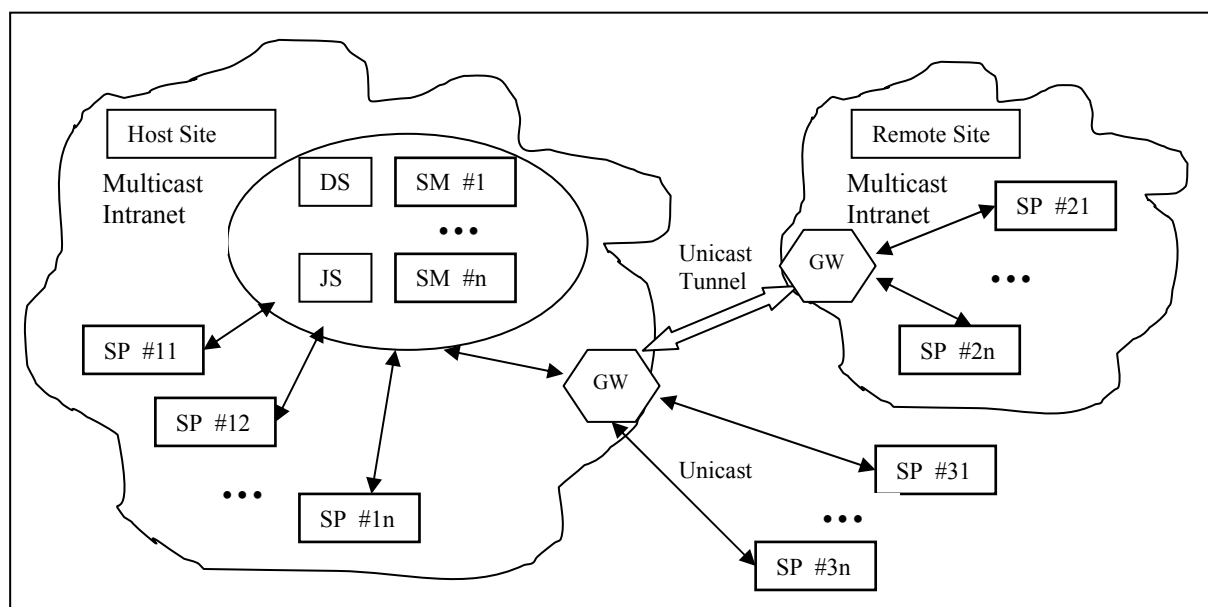 Host Site
Multicast
Intranet
DS
SM #1
•••
JS
SM #n
SP #11
SP #12
•••
SP #1n
GW
Unicast
Tunnel
Remote Site
Multicast
Intranet
GW
SP #21
•••
SP #2n
Unicast
SP #31
•••
SP #3n